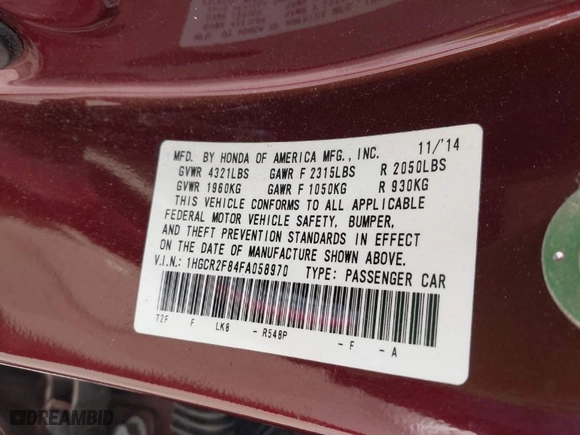 MFD. BY HONDA OF AMERICA MFG., INC. 11/'14
GVWR 4321LBS GAWR F 2315LBS R 2050LBS
GVWR 1960KG GAWR F 1050KG R 930KG
THIS VEHICLE CONFORMS TO ALL APPLICABLE
FEDERAL MOTOR VEHICLE SAFETY, BUMPER,
AND THEFT PREVENTION STANDARDS IN EFFECT
ON THE DATE OF MANUFACTURE SHOWN ABOVE.
V.I.N.: 1HGCR2F84FA058970 TYPE: PASSENGER CAR
T2F F LK8 - R548P - F - A
DREAMBID